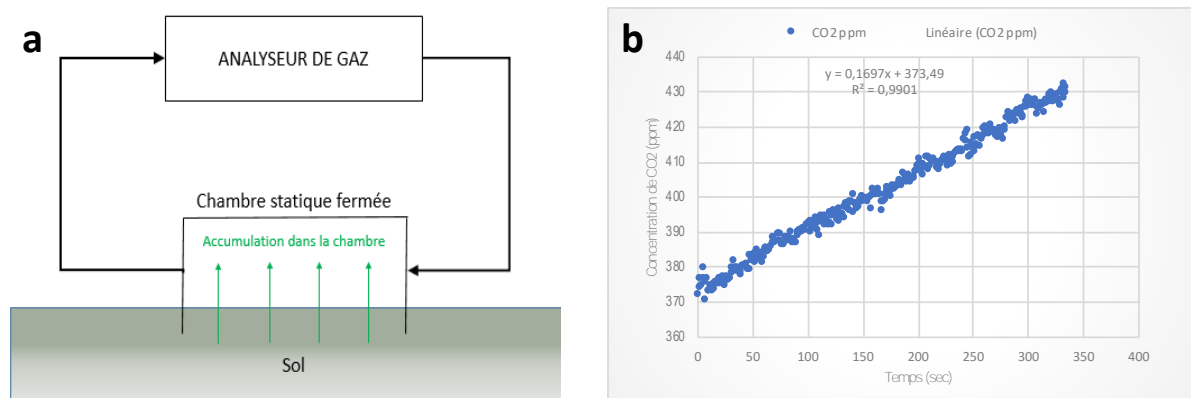 a
ANALYSEUR DE GAZ
Chambre statique fermée
Accumulation dans la chambre
Sol
b
CO2 ppm Linéaire (CO2 ppm)
y = 0,1697x + 373,49
R² = 0,9901
Concentration de CO2 (ppm)
440
430
420
410
400
390
380
370
360
0 50 100 150 200 250 300 350 400
Temps (sec)